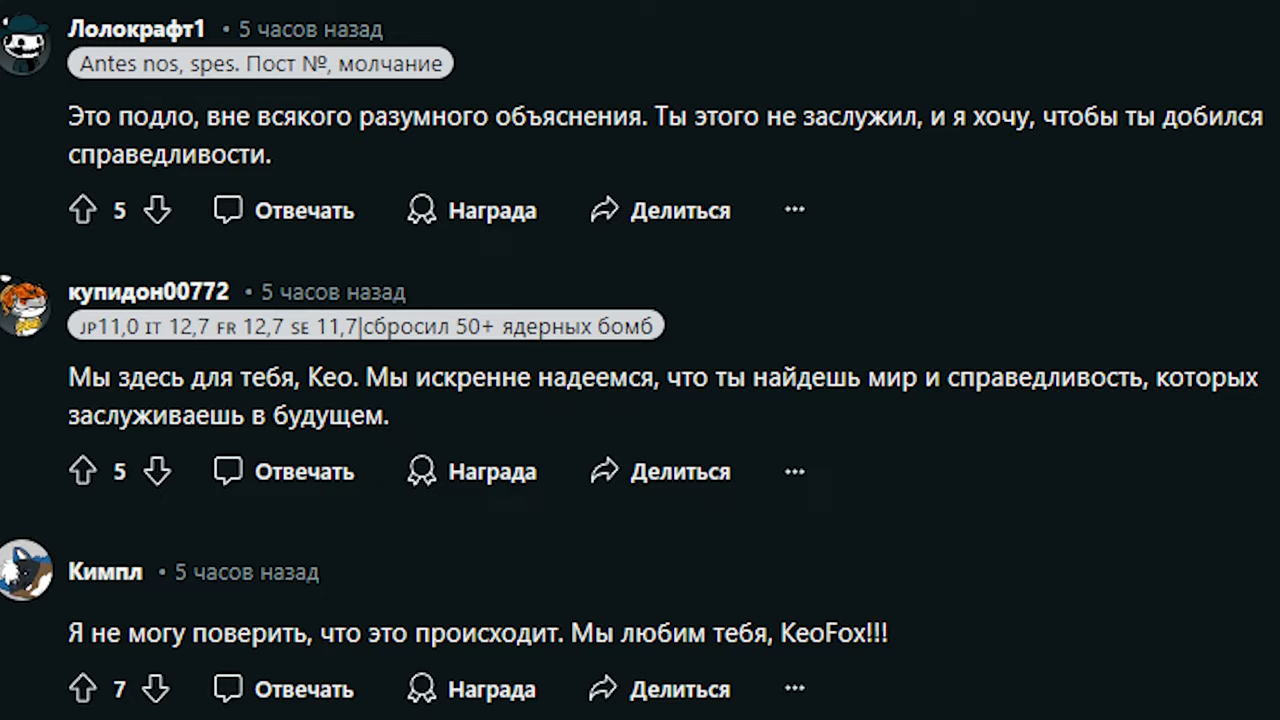 Лолокрафт1 • 5 часов назад
Antes nos, spes. Пост №, молчание
Это подло, вне всякого разумного объяснения. Ты этого не заслужил, и я хочу, чтобы ты добился
справедливости.
5 Отвечать Награда Делиться ···
купидон00772 • 5 часов назад
JP11,0 IT 12,7 FR 12,7 SE 11,7|сбросил 50+ ядерных бомб
Мы здесь для тебя, Кео. Мы искренне надеемся, что ты найдешь мир и справедливость, которых
заслуживаешь в будущем.
5 Отвечать Награда Делиться ···
Кимпл • 5 часов назад
Я не могу поверить, что это происходит. Мы любим тебя, KeoFox!!!
7 Отвечать Награда Делиться ···